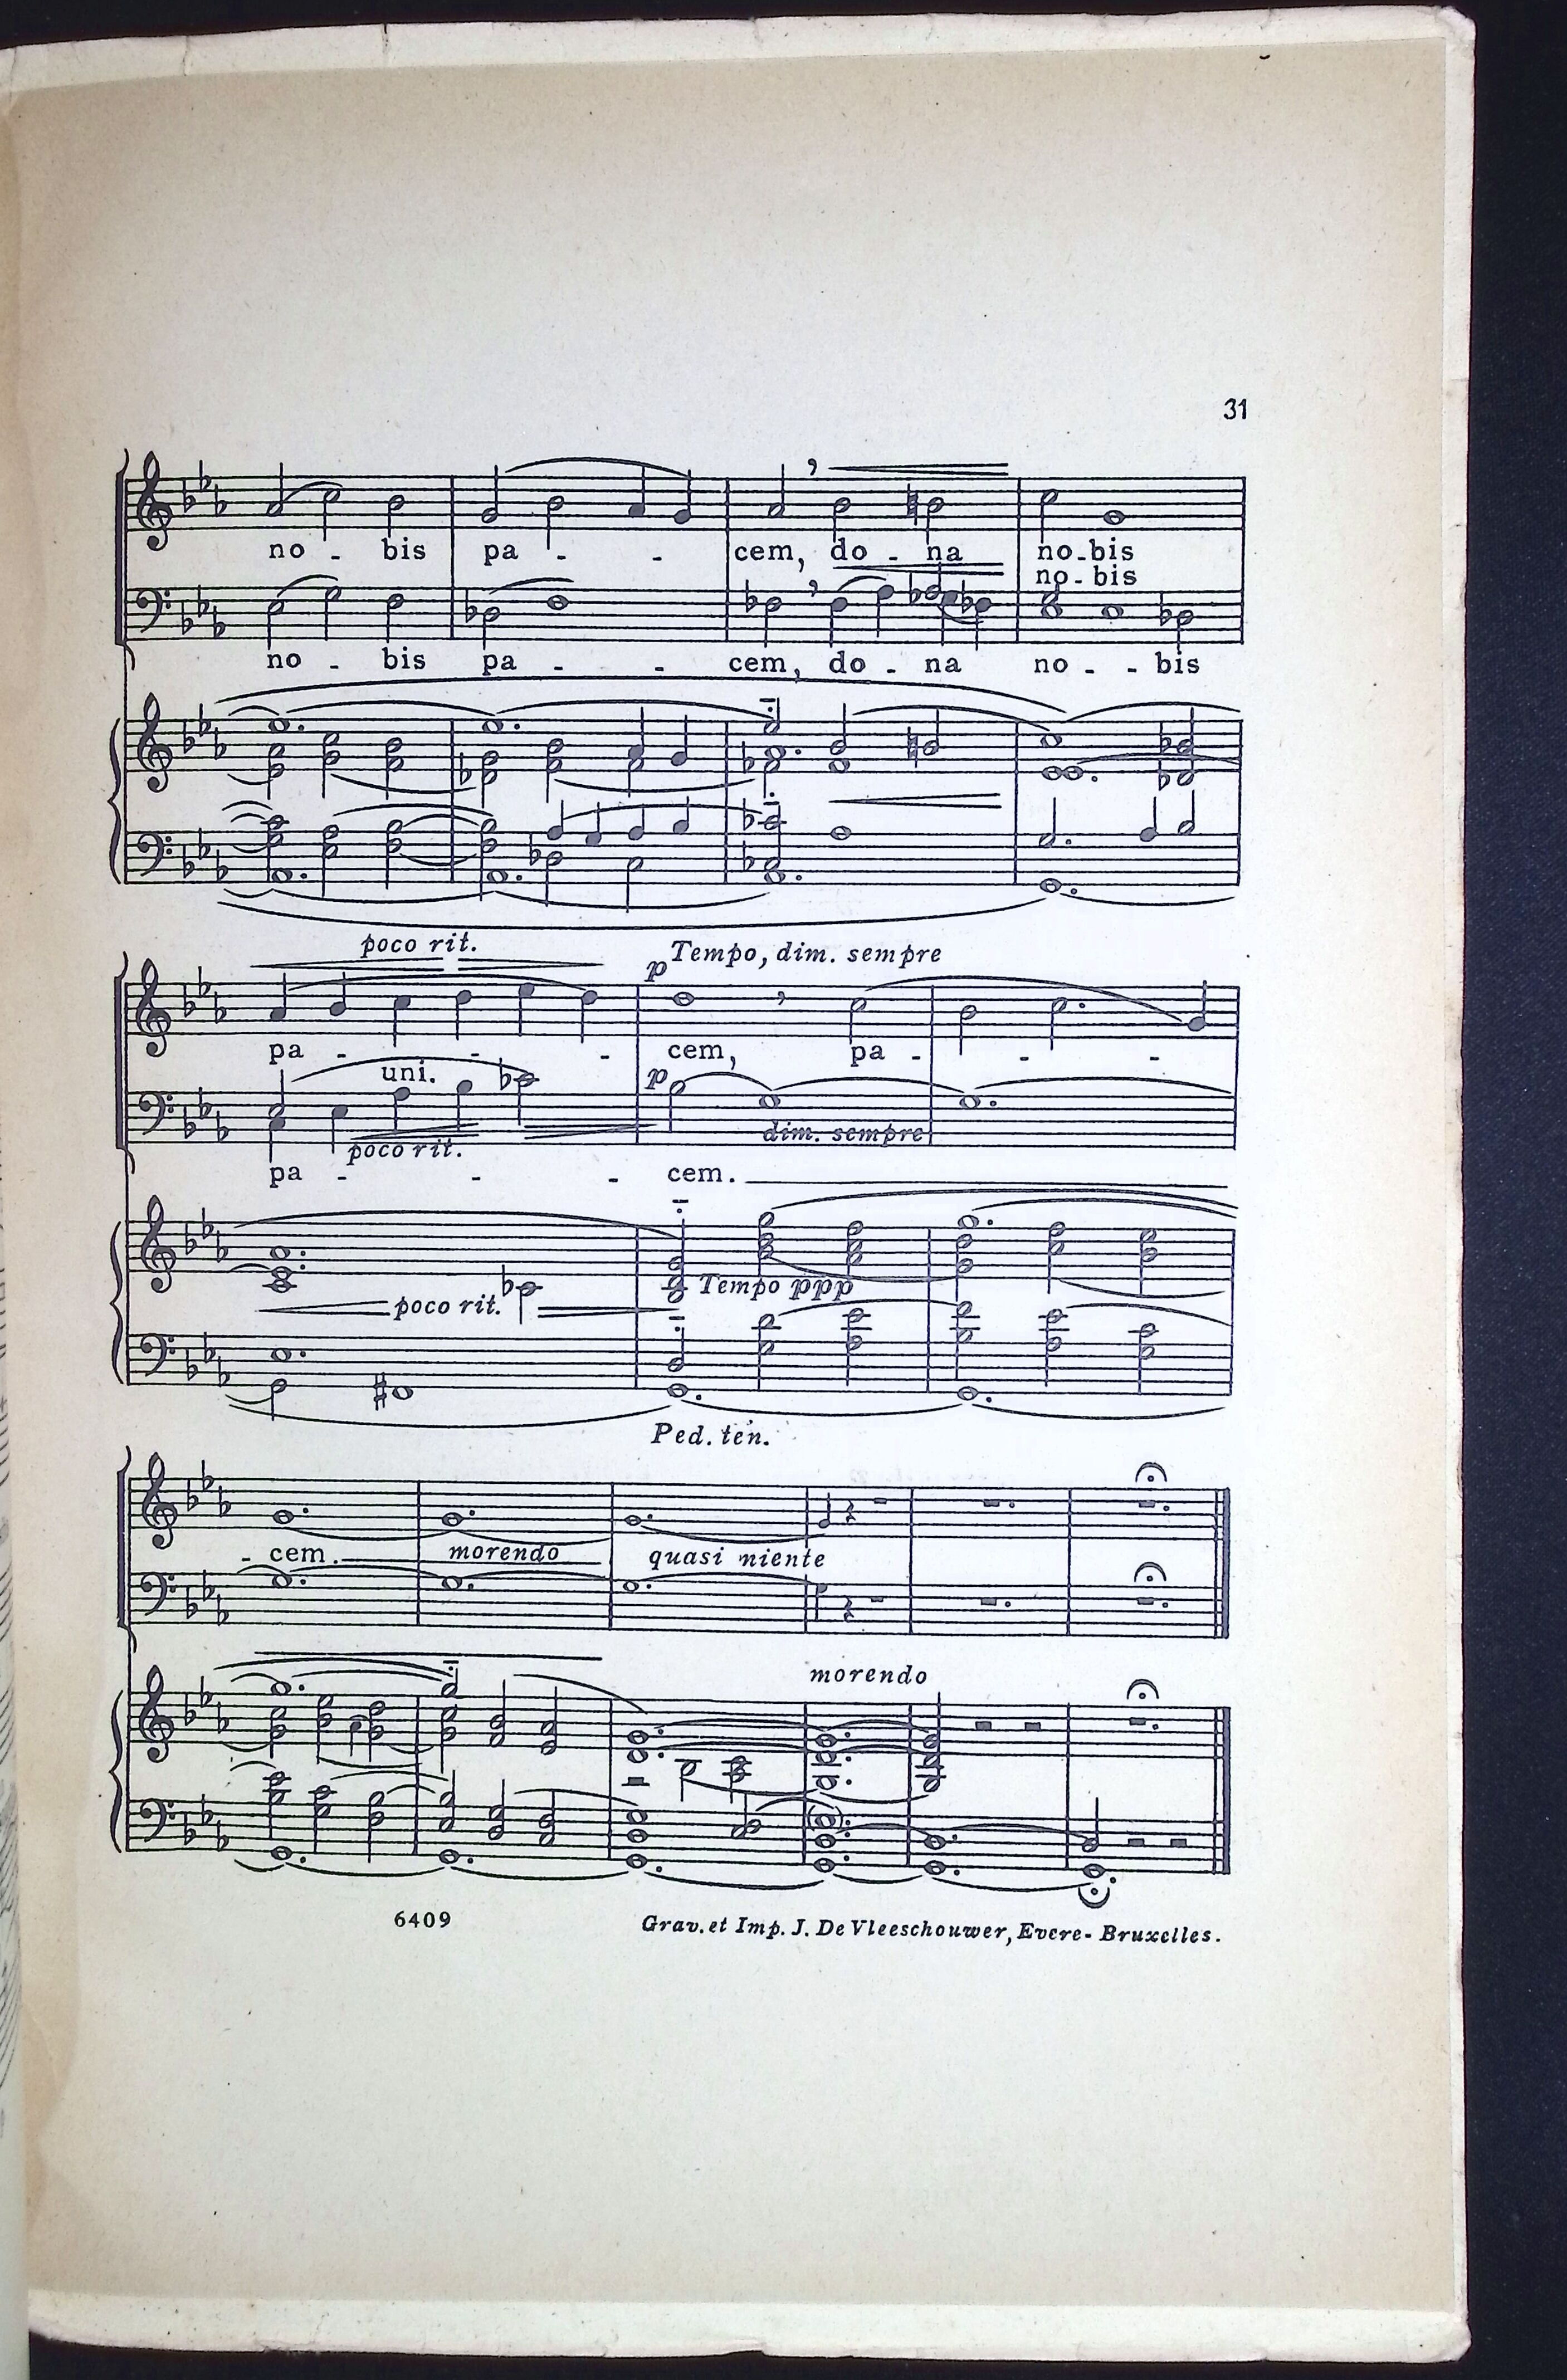 31
no - bis pa - - cem, do - na no-bis
no - bis
no - bis pa - - cem, do - na no - - bis
poco rit. Tempo, dim. sempre
p
pa - - - cem, pa - - -
uni. p
dim. sempre
poco rit.
pa - - - cem.
poco rit. Tempo ppp
Ped. ten.
- cem. morendo quasi niente
morendo
6409 Grav. et Imp. J. De Vleeschouwer, Evere - Bruxelles.